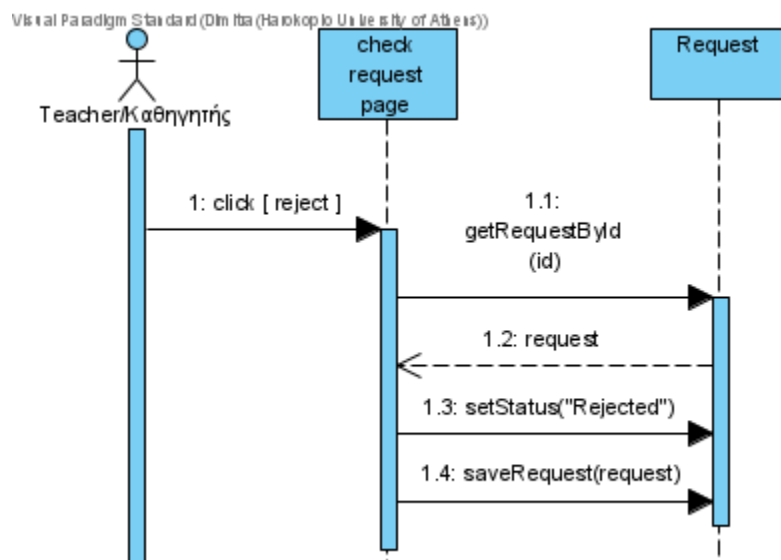 Visual Paradigm Standard (Dimitra (Harokopio University of Athens))
check
request
page
Request
Teacher/Καθηγητής
1: click [ reject ]
1.1:
getRequestById
(id)
1.2: request
1.3: setStatus("Rejected")
1.4: saveRequest(request)